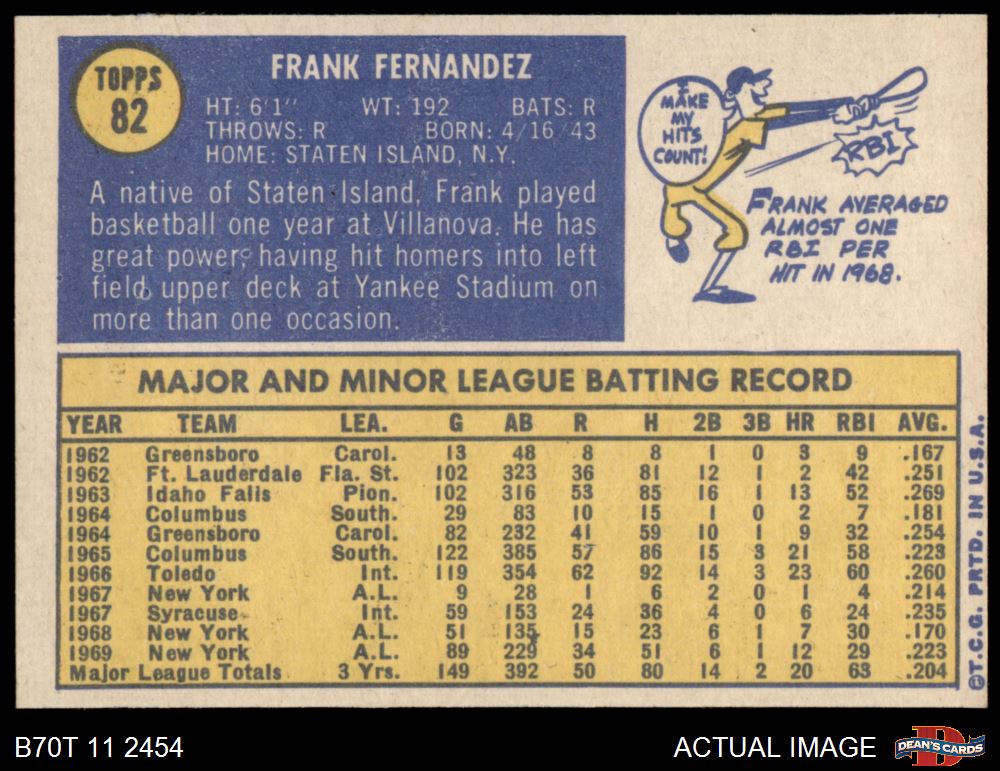 TOPPS
82
FRANK FERNANDEZ
HT: 6'1" WT: 192 BATS: R
THROWS: R BORN: 4/16/43
HOME: STATEN ISLAND, N.Y.
A native of Staten Island, Frank played
basketball one year at Villanova. He has
great power, having hit homers into left
field upper deck at Yankee Stadium on
more than one occasion.
I
MAKE
MY
HITS
COUNT!
RBI
FRANK AVERAGED
ALMOST ONE
RBI PER
HIT IN 1968.
MAJOR AND MINOR LEAGUE BATTING RECORD
YEAR TEAM LEA. G AB R H 2B 3B HR RBI AVG.
1962 Greensboro Carol. 13 48 8 8 1 0 3 9 .167
1962 Ft. Lauderdale Fla. St. 102 323 36 81 12 1 2 42 .251
1963 Idaho Falls Pion. 102 316 53 85 16 1 13 52 .269
1964 Columbus South. 29 83 10 15 1 0 2 7 .181
1964 Greensboro Carol. 82 232 41 59 10 1 9 32 .254
1965 Columbus South. 122 385 57 86 15 3 21 58 .223
1966 Toledo Int. 119 354 62 92 14 3 23 60 .260
1967 New York A.L. 9 28 1 6 2 0 1 4 .214
1967 Syracuse Int. 59 153 24 36 4 0 6 24 .235
1968 New York A.L. 51 135 15 23 6 1 7 30 .170
1969 New York A.L. 89 229 34 51 6 1 12 29 .223
Major League Totals 3 Yrs. 149 392 50 80 14 2 20 63 .204
©T.C.G. PRTD. IN U.S.A.
B70T 11 2454
ACTUAL IMAGE
DEAN'S CARDS